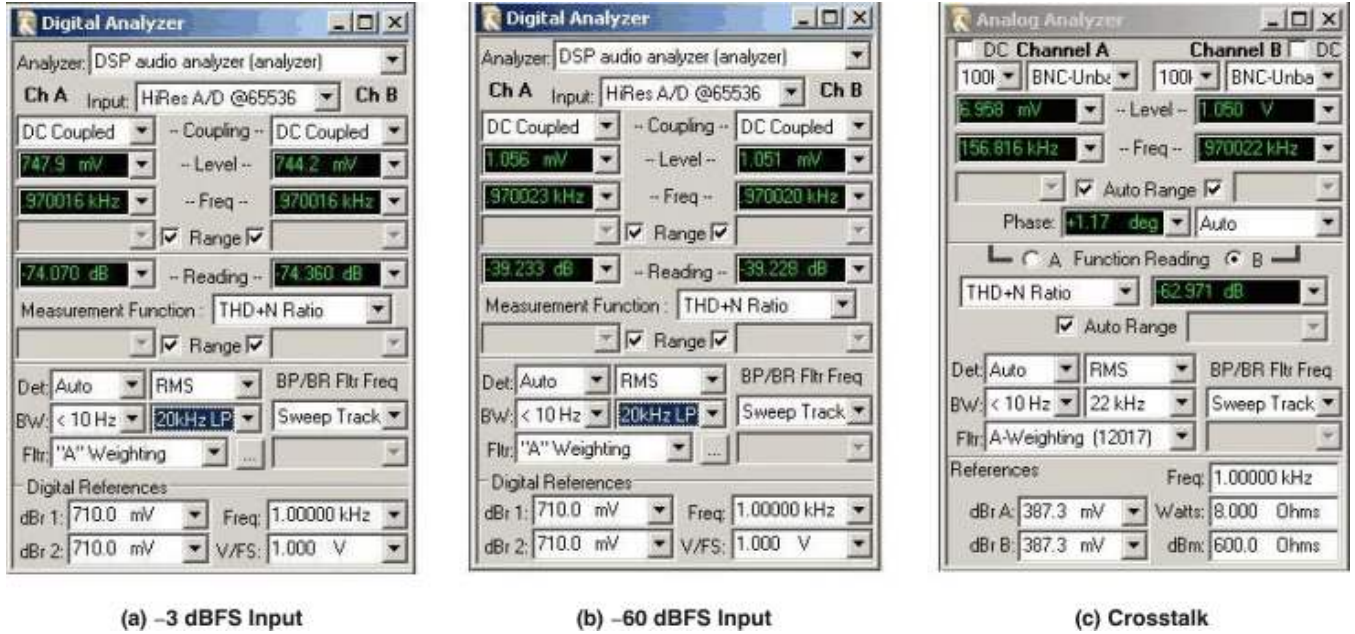 Digital Analyzer
Analyzer: DSP audio analyzer (analyzer)
Ch A Input: HiRes A/D @65536 Ch B
DC Coupled -- Coupling -- DC Coupled
747.9 mV -- Level -- 744.2 mV
.970016 kHz -- Freq -- .970016 kHz
Range
-74.070 dB -- Reading -- -74.360 dB
Measurement Function : THD+N Ratio
Range
Det: Auto RMS BP/BR Fltr Freq
BW: < 10 Hz 20kHz LP Sweep Track
Fltr: "A" Weighting ...
Digital References
dBr 1: 710.0 mV Freq: 1.00000 kHz
dBr 2: 710.0 mV V/FS: 1.000 V
(a) –3 dBFS Input
Digital Analyzer
Analyzer: DSP audio analyzer (analyzer)
Ch A Input: HiRes A/D @65536 Ch B
DC Coupled -- Coupling -- DC Coupled
1.056 mV -- Level -- 1.051 mV
.970023 kHz -- Freq -- .970020 kHz
Range
-39.233 dB -- Reading -- -39.228 dB
Measurement Function : THD+N Ratio
Range
Det: Auto RMS BP/BR Fltr Freq
BW: < 10 Hz 20kHz LP Sweep Track
Fltr: "A" Weighting ...
Digital References
dBr 1: 710.0 mV Freq: 1.00000 kHz
dBr 2: 710.0 mV V/FS: 1.000 V
(b) –60 dBFS Input
Analog Analyzer
DC Channel A Channel B DC
100k BNC-Unba 100k BNC-Unba
6.958 mV -- Level -- 1.050 V
156.816 kHz -- Freq -- .970022 kHz
Auto Range
Phase: +1.17 deg Auto
A Function Reading B
THD+N Ratio -62.971 dB
Auto Range
Det: Auto RMS BP/BR Fltr Freq
BW: < 10 Hz 22 kHz Sweep Track
Fltr: A-Weighting (12017)
References Freq: 1.00000 kHz
dBr A: 387.3 mV Watts: 8.000 Ohms
dBr B: 387.3 mV dBm: 600.0 Ohms
(c) Crosstalk